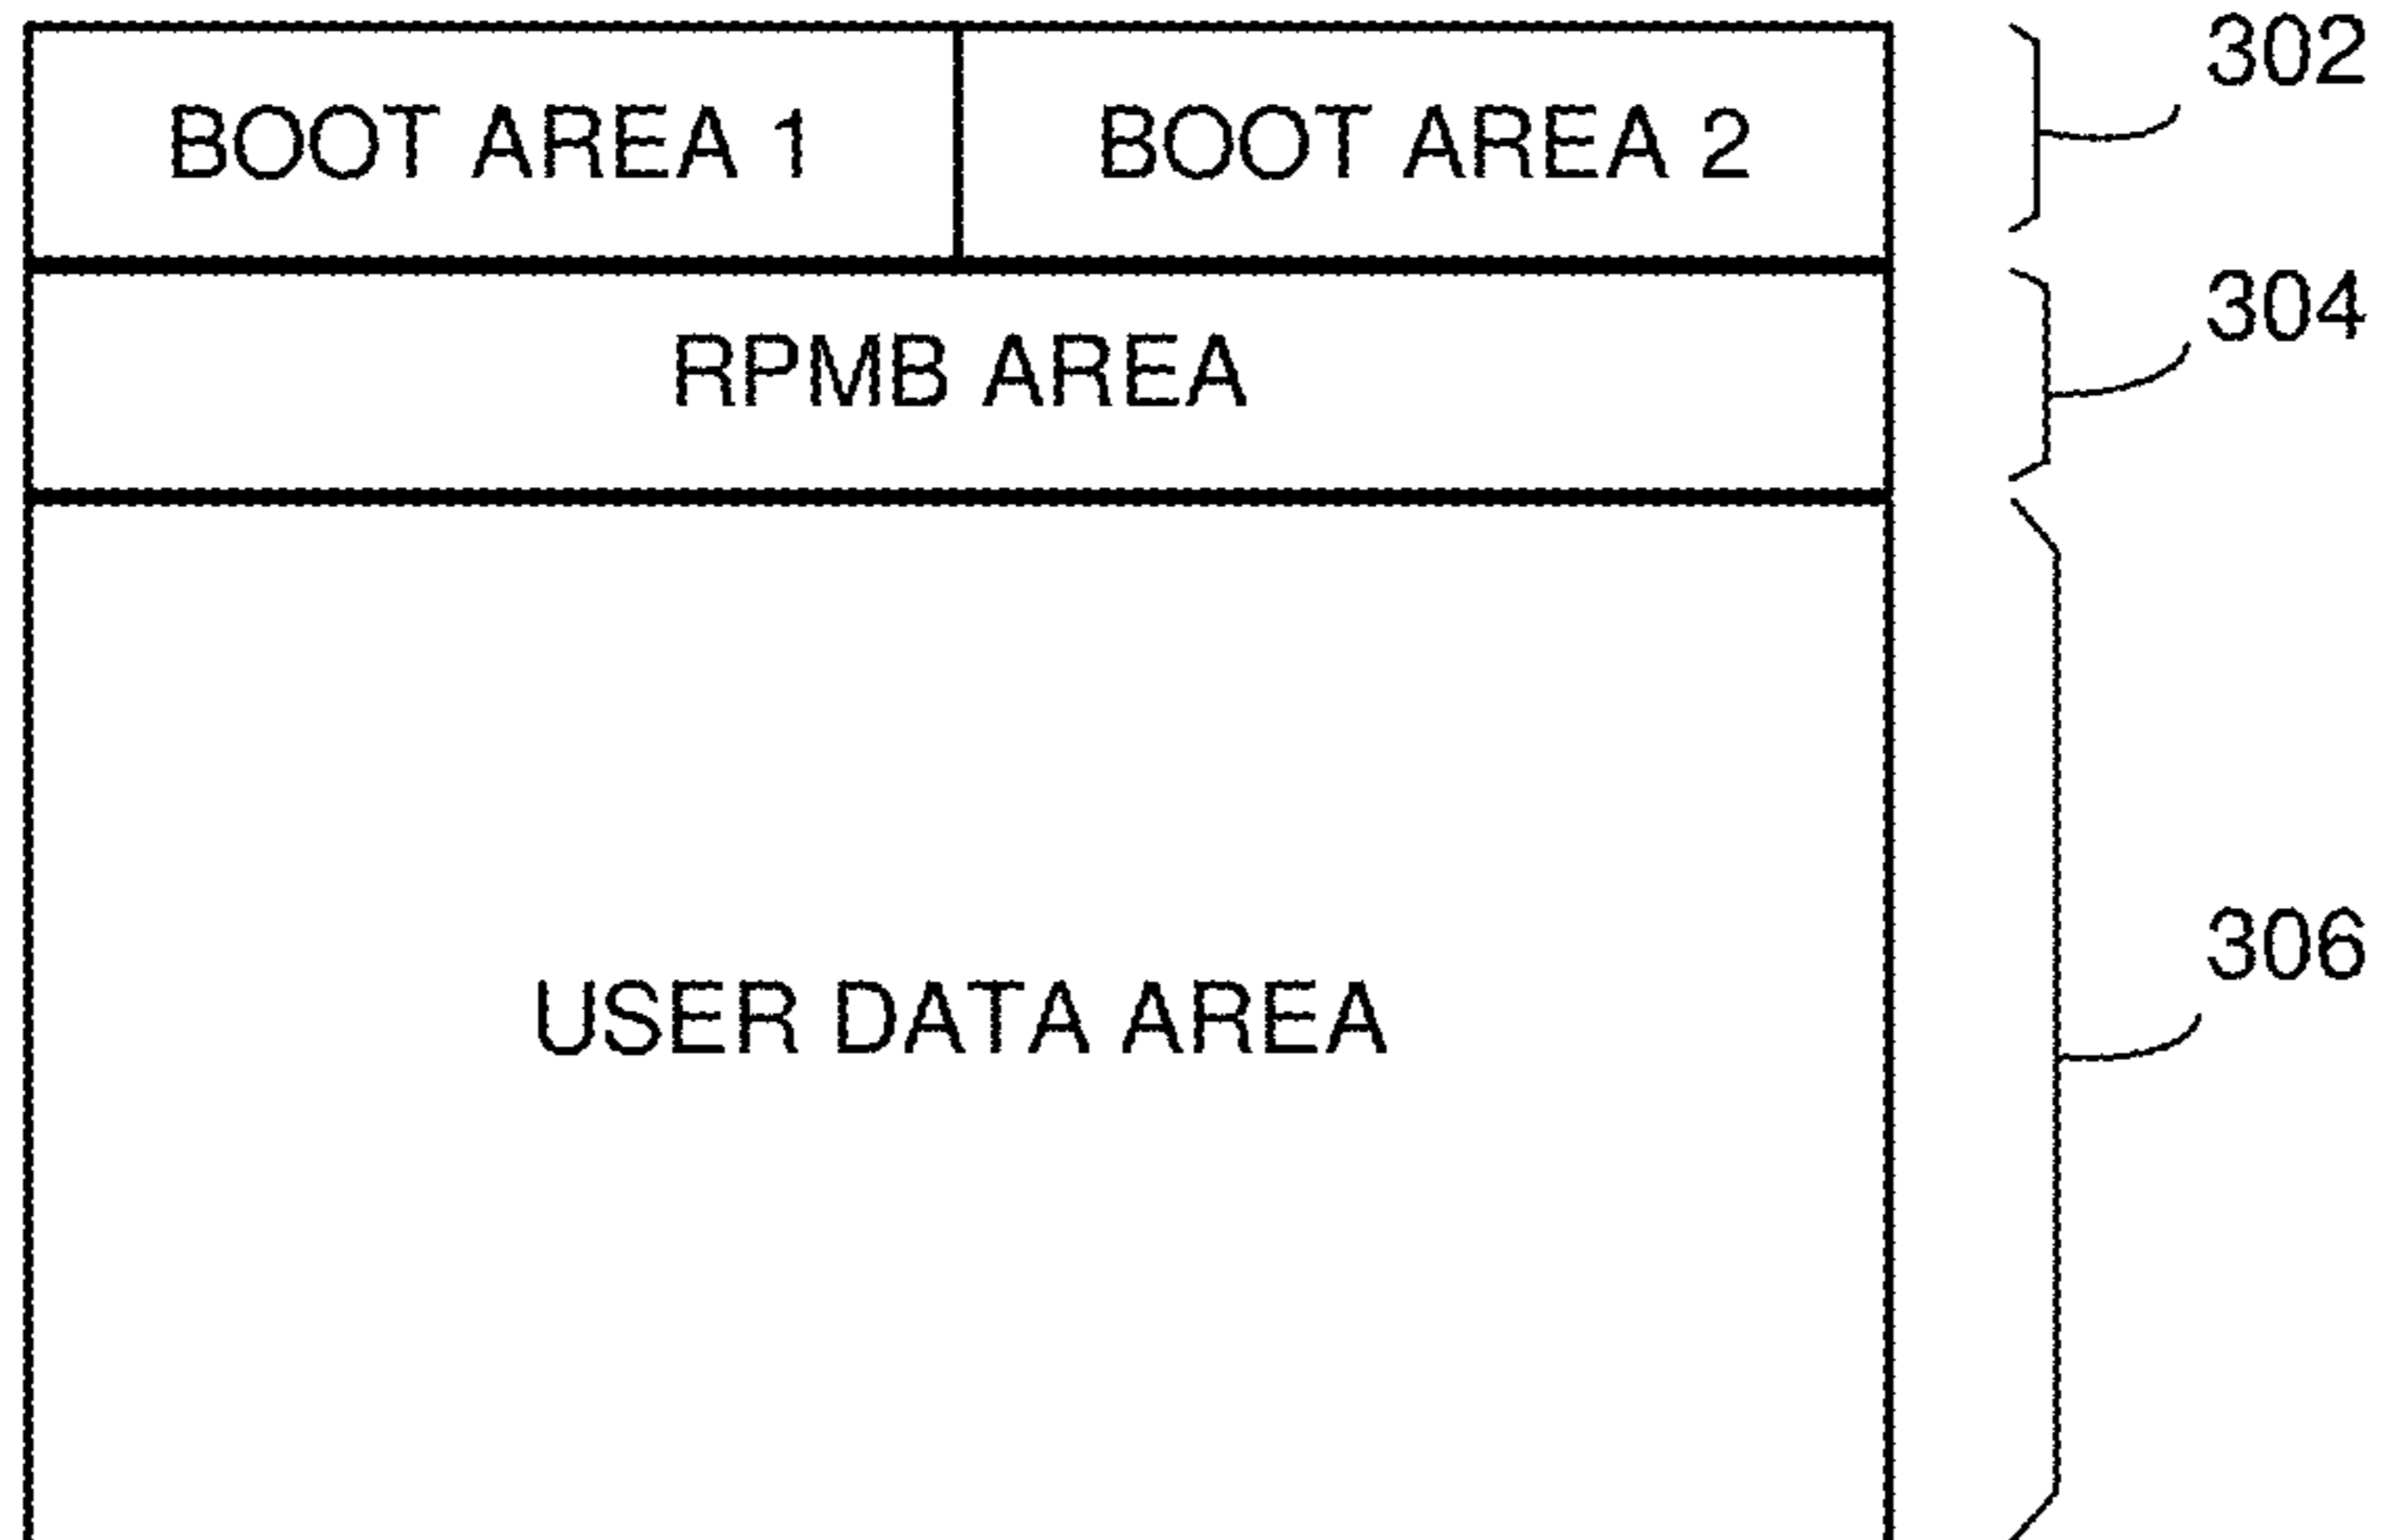 302
BOOT AREA 1 BOOT AREA 2
304
RPMB AREA
306
USER DATA AREA